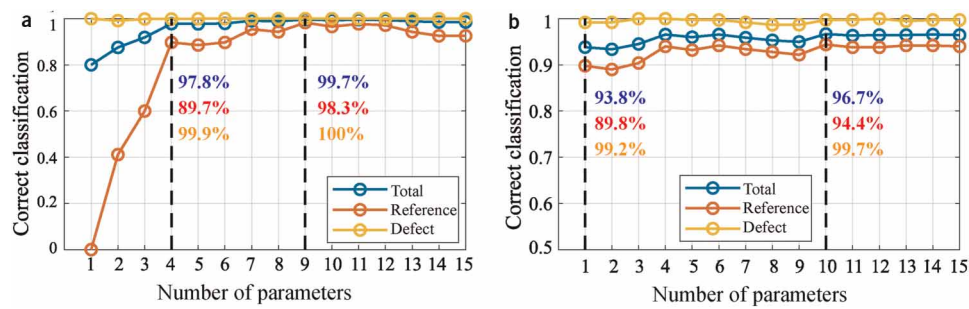 a
Correct classification
1
0.8
0.6
0.4
0.2
0
97.8%
89.7%
99.9%
99.7%
98.3%
100%
Total
Reference
Defect
1 2 3 4 5 6 7 8 9 10 11 12 13 14 15
Number of parameters
b
Correct classification
1
0.9
0.8
0.7
0.6
0.5
93.8%
89.8%
99.2%
96.7%
94.4%
99.7%
Total
Reference
Defect
1 2 3 4 5 6 7 8 9 10 11 12 13 14 15
Number of parameters